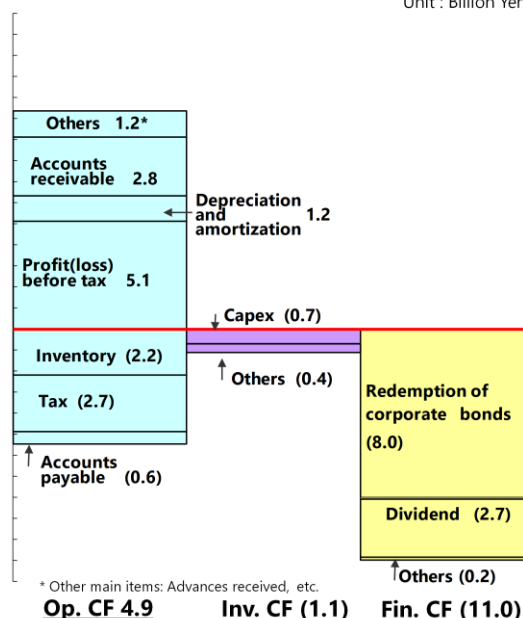 Unit : Billion Yen
Others 1.2*
Accounts
receivable 2.8
Depreciation
and 1.2
amortization
Profit(loss)
before tax 5.1
Capex (0.7)
Inventory (2.2)
Others (0.4)
Tax (2.7)
Redemption of
corporate bonds
(8.0)
Accounts
payable (0.6)
Dividend (2.7)
Others (0.2)
* Other main items: Advances received, etc.
Op. CF 4.9 Inv. CF (1.1) Fin. CF (11.0)